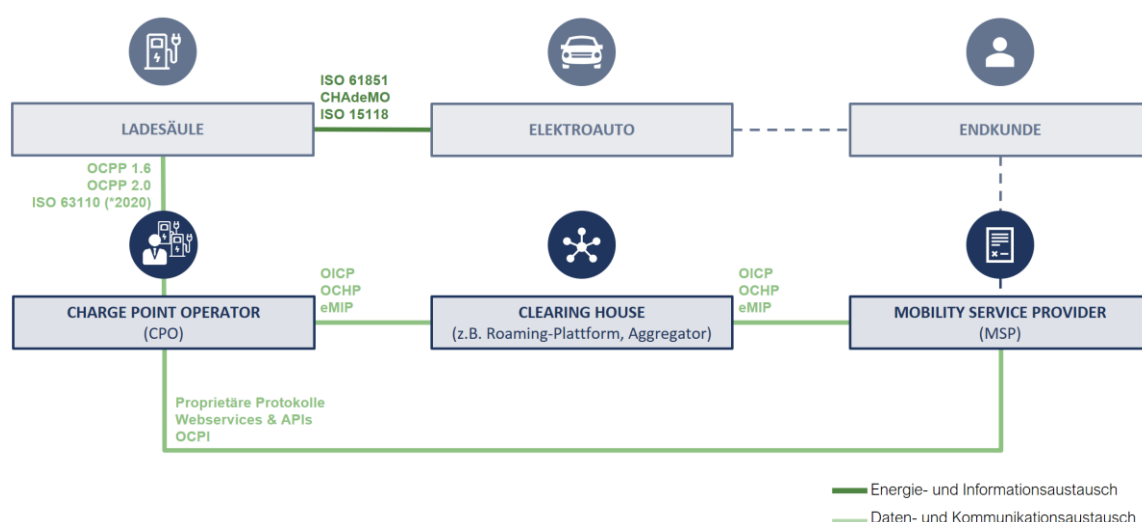 ISO 61851
CHAdeMO
ISO 15118
LADESÄULE
ELEKTROAUTO
ENDKUNDE
OCPP 1.6
OCPP 2.0
ISO 63110 (*2020)
OICP
OCHP
eMIP
OICP
OCHP
eMIP
CHARGE POINT OPERATOR
(CPO)
CLEARING HOUSE
(z.B. Roaming-Plattform, Aggregator)
MOBILITY SERVICE PROVIDER
(MSP)
Proprietäre Protokolle
Webservices & APIs
OCPI
Energie- und Informationsaustausch
Daten- und Kommunikationsaustausch